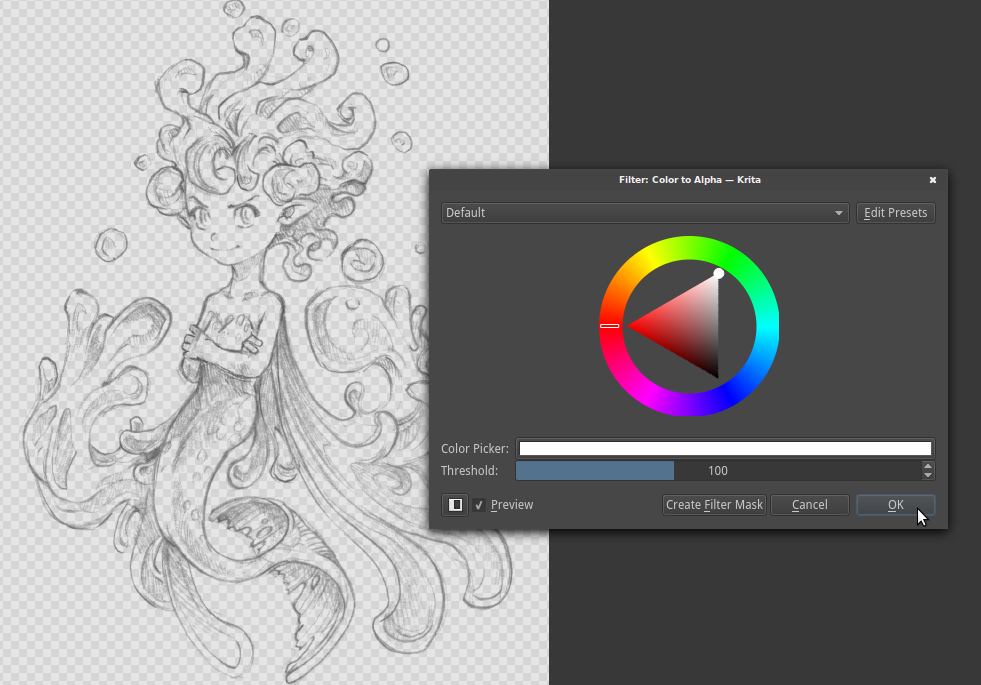 Filter: Color to Alpha — Krita
Default
Edit Presets
Color Picker:
Threshold: 100
Preview Create Filter Mask Cancel OK